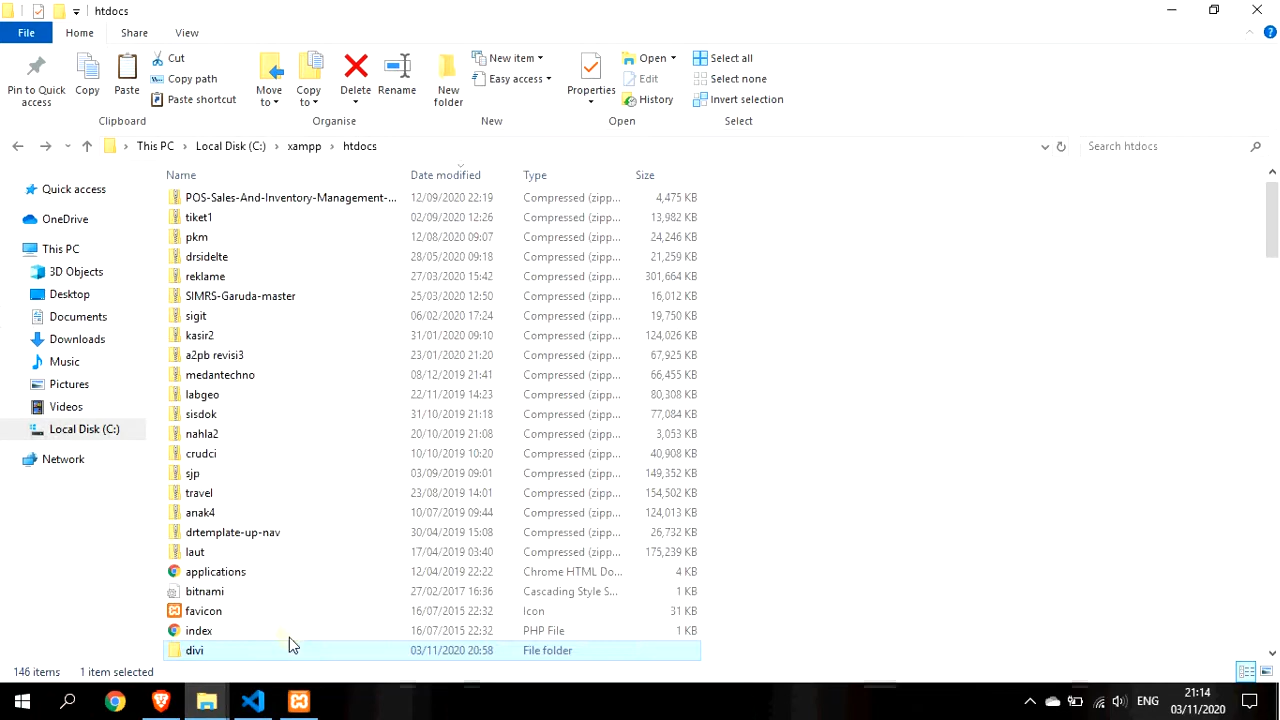 htdocs
File Home Share View
Pin to Quick access
Copy
Paste
Cut
Copy path
Paste shortcut
Move to
Copy to
Delete
Rename
New folder
New item
Easy access
Properties
Open
Edit
History
Select all
Select none
Invert selection
Clipboard Organise New Open Select
This PC › Local Disk (C:) › xampp › htdocs
Search htdocs
Quick access
OneDrive
This PC
3D Objects
Desktop
Documents
Downloads
Music
Pictures
Videos
Local Disk (C:)
Network
Name Date modified Type Size
POS-Sales-And-Inventory-Management-... 12/09/2020 22:19 Compressed (zipp... 4,475 KB
tiket1 02/09/2020 12:26 Compressed (zipp... 13,982 KB
pkm 12/08/2020 09:07 Compressed (zipp... 24,246 KB
drsidelte 28/05/2020 09:18 Compressed (zipp... 21,259 KB
reklame 27/03/2020 15:42 Compressed (zipp... 301,664 KB
SIMRS-Garuda-master 25/03/2020 12:50 Compressed (zipp... 16,012 KB
sigit 06/02/2020 17:24 Compressed (zipp... 19,750 KB
kasir2 31/01/2020 09:10 Compressed (zipp... 124,026 KB
a2pb revisi3 23/01/2020 21:20 Compressed (zipp... 67,925 KB
medantechno 08/12/2019 21:41 Compressed (zipp... 66,455 KB
labgeo 22/11/2019 14:23 Compressed (zipp... 80,308 KB
sisdok 31/10/2019 21:18 Compressed (zipp... 77,084 KB
nahla2 20/10/2019 21:08 Compressed (zipp... 3,053 KB
crudci 10/10/2019 10:20 Compressed (zipp... 40,908 KB
sjp 03/09/2019 09:01 Compressed (zipp... 149,352 KB
travel 23/08/2019 14:01 Compressed (zipp... 154,502 KB
anak4 10/07/2019 09:44 Compressed (zipp... 124,013 KB
drtemplate-up-nav 30/04/2019 15:08 Compressed (zipp... 26,732 KB
laut 17/04/2019 03:40 Compressed (zipp... 175,239 KB
applications 12/04/2019 22:22 Chrome HTML Do... 4 KB
bitnami 27/02/2017 16:36 Cascading Style S... 1 KB
favicon 16/07/2015 22:32 Icon 31 KB
index 16/07/2015 22:32 PHP File 1 KB
divi 03/11/2020 20:58 File folder
146 items 1 item selected
ENG
21:14
03/11/2020